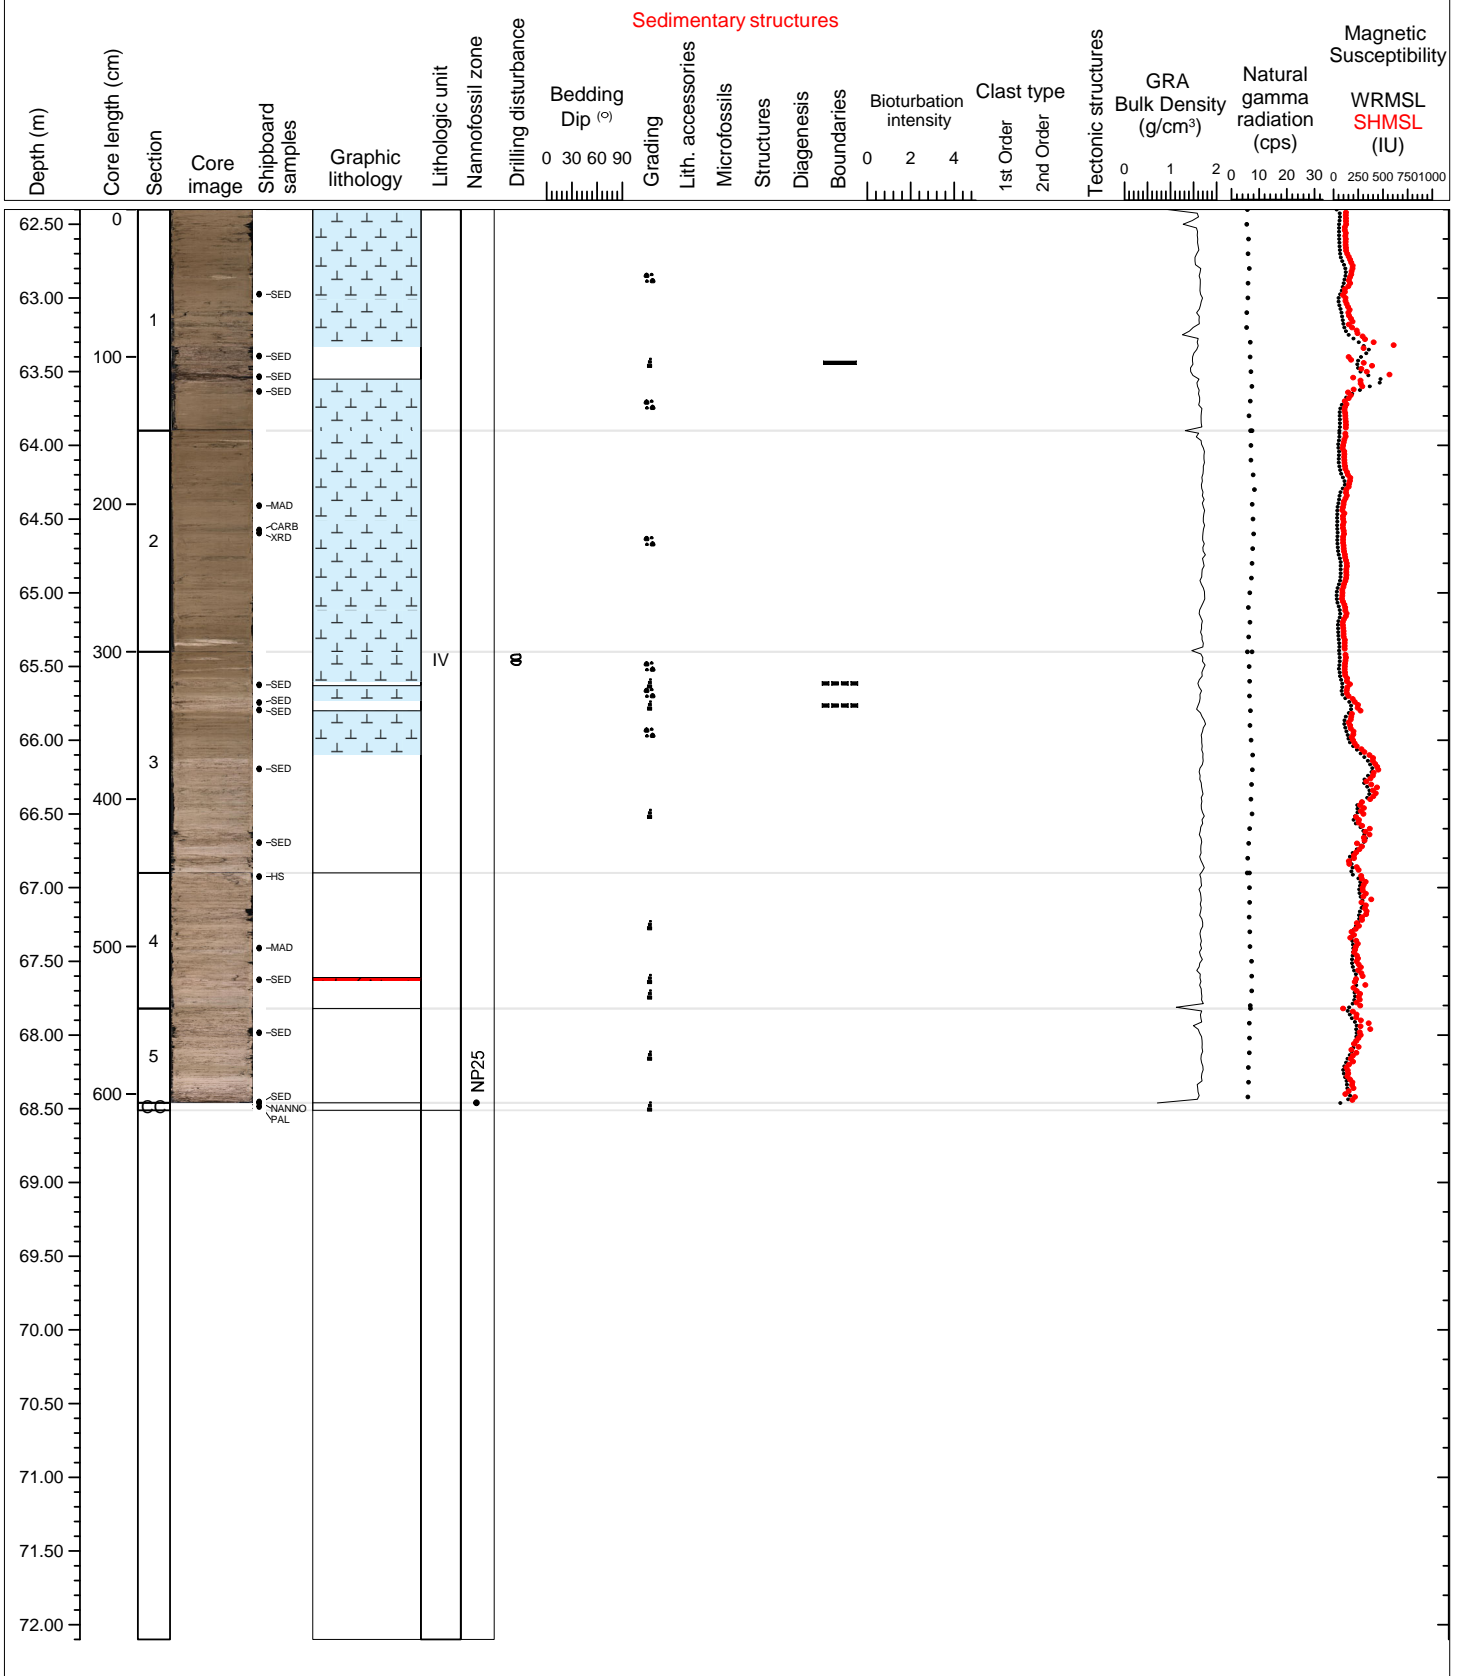 Sedimentary structures
Depth (m)
Core length (cm)
Section
Core
image
Shipboard
samples
Graphic
lithology
Lithologic unit
Nannofossil zone
Drilling disturbance
Bedding
Dip (o)
0 30 60 90
Grading
Lith. accessories
Microfossils
Structures
Diagenesis
Boundaries
Bioturbation
intensity
0 2 4
Clast type
1st Order
2nd Order
Tectonic structures
GRA
Bulk Density
(g/cm³)
0 1 2
Natural
gamma
radiation
(cps)
0 10 20 30
Magnetic
Susceptibility
WRMSL
SHMSL
(IU)
0 250 500 750 1000
62.50
63.00
63.50
64.00
64.50
65.00
65.50
66.00
66.50
67.00
67.50
68.00
68.50
69.00
69.50
70.00
70.50
71.00
71.50
72.00
0
100
200
300
400
500
600
1
2
3
4
5
CC
SED
SED
SED
SED
MAD
CARB
XRD
SED
SED
SED
SED
SED
HS
MAD
SED
SED
SED
NANNO
PAL
IV
NP25